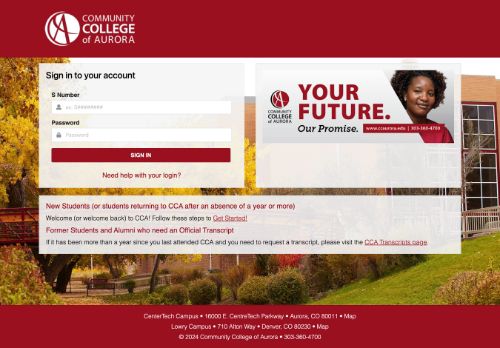 COMMUNITY
COLLEGE
of AURORA
Sign in to your account
S Number
Password
Password
SIGN IN
Need help with your login?
COMMUNITY
COLLEGE
of AURORA
YOUR
FUTURE.
Our Promise.
www.ccaurora.edu | 303-360-4700
New Students (or students returning to CCA after an absence of a year or more)
Welcome (or welcome back) to CCA! Follow these steps to Get Started!
Former Students and Alumni who need an Official Transcript
If it has been more than a year since you last attended CCA and you need to request a transcript, please visit the CCA Transcripts page
CenterTech Campus • 16000 E. CentreTech Parkway • Aurora, CO 80011 • Map
Lowry Campus • 710 Alton Way • Denver, CO 80230 • Map
© 2024 Community College of Aurora • 303-360-4700